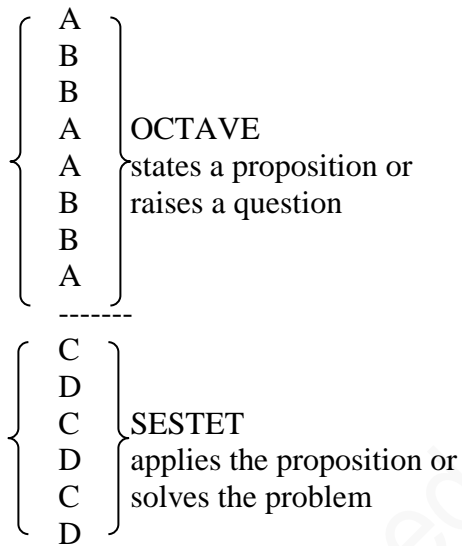 A
B
B
A OCTAVE
A states a proposition or
B raises a question
B
A
-------
C
D
C SESTET
D applies the proposition or
C solves the problem
D